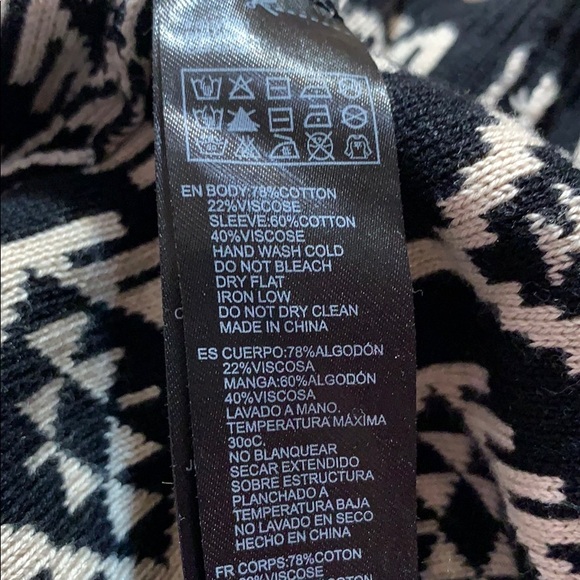 EN BODY:78%COTTON
22%VISCOSE
SLEEVE:60%COTTON
40%VISCOSE
HAND WASH COLD
DO NOT BLEACH
DRY FLAT
IRON LOW
DO NOT DRY CLEAN
MADE IN CHINA
ES CUERPO:78%ALGODÓN
22%VISCOSA
MANGA:60%ALGODÓN
40%VISCOSA
LAVADO A MANO.
TEMPERATURA MÁXIMA
30oC.
NO BLANQUEAR
SECAR EXTENDIDO
SOBRE ESTRUCTURA
PLANCHADO A
TEMPERATURA BAJA
NO LAVADO EN SECO
HECHO EN CHINA
FR CORPS:78%COTON